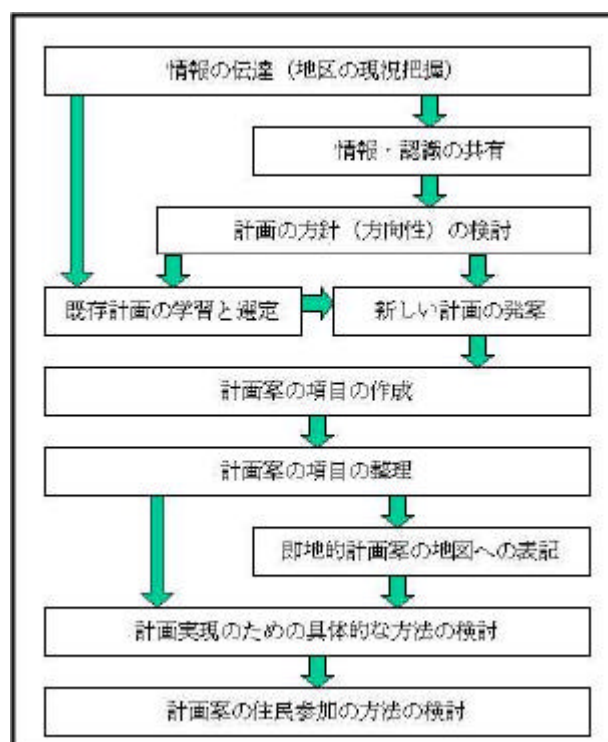 情報の伝達（地区の現況把握）
情報・認識の共有
計画の方針（方向性）の検討
既存計画の学習と選定
新しい計画の発案
計画案の項目の作成
計画案の項目の整理
即地的計画案の地図への表記
計画実現のための具体的な方法の検討
計画案の住民参加の方法の検討